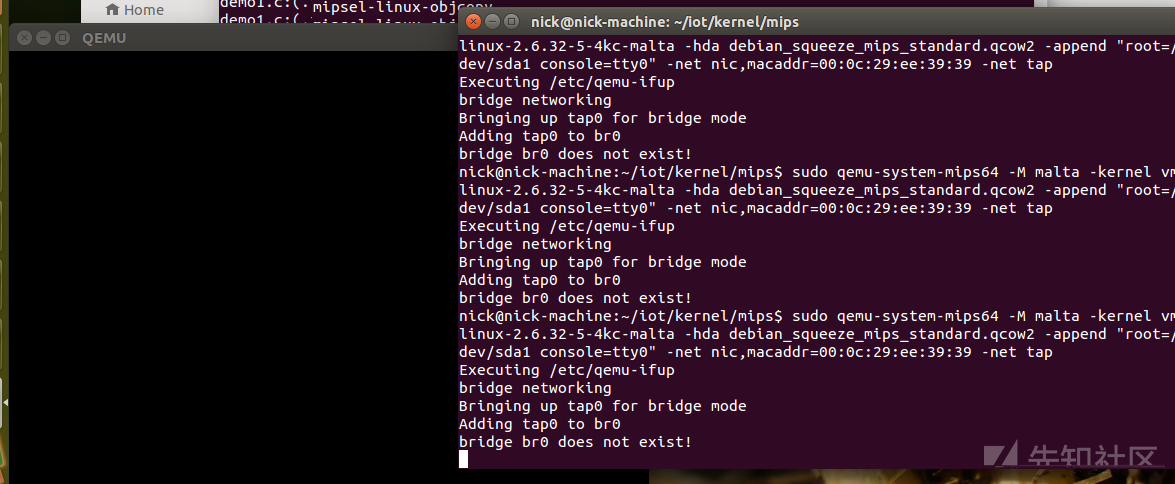 demo1.c:(.
mipsel-linux-objcopy
Home
demo1.c:(.
QEMU
nick@nick-machine: ~/iot/kernel/mips
linux-2.6.32-5-4kc-malta -hda debian_squeeze_mips_standard.qcow2 -append "root=/
dev/sda1 console=tty0" -net nic,macaddr=00:0c:29:ee:39:39 -net tap
Executing /etc/qemu-ifup
bridge networking
Bringing up tap0 for bridge mode
Adding tap0 to br0
bridge br0 does not exist!
nick@nick-machine:~/iot/kernel/mips$ sudo qemu-system-mips64 -M malta -kernel vm
linux-2.6.32-5-4kc-malta -hda debian_squeeze_mips_standard.qcow2 -append "root=/
dev/sda1 console=tty0" -net nic,macaddr=00:0c:29:ee:39:39 -net tap
Executing /etc/qemu-ifup
bridge networking
Bringing up tap0 for bridge mode
Adding tap0 to br0
bridge br0 does not exist!
nick@nick-machine:~/iot/kernel/mips$ sudo qemu-system-mips64 -M malta -kernel vm
linux-2.6.32-5-4kc-malta -hda debian_squeeze_mips_standard.qcow2 -append "root=/
dev/sda1 console=tty0" -net nic,macaddr=00:0c:29:ee:39:39 -net tap
Executing /etc/qemu-ifup
bridge networking
Bringing up tap0 for bridge mode
Adding tap0 to br0
bridge br0 does not exist!
先知社区